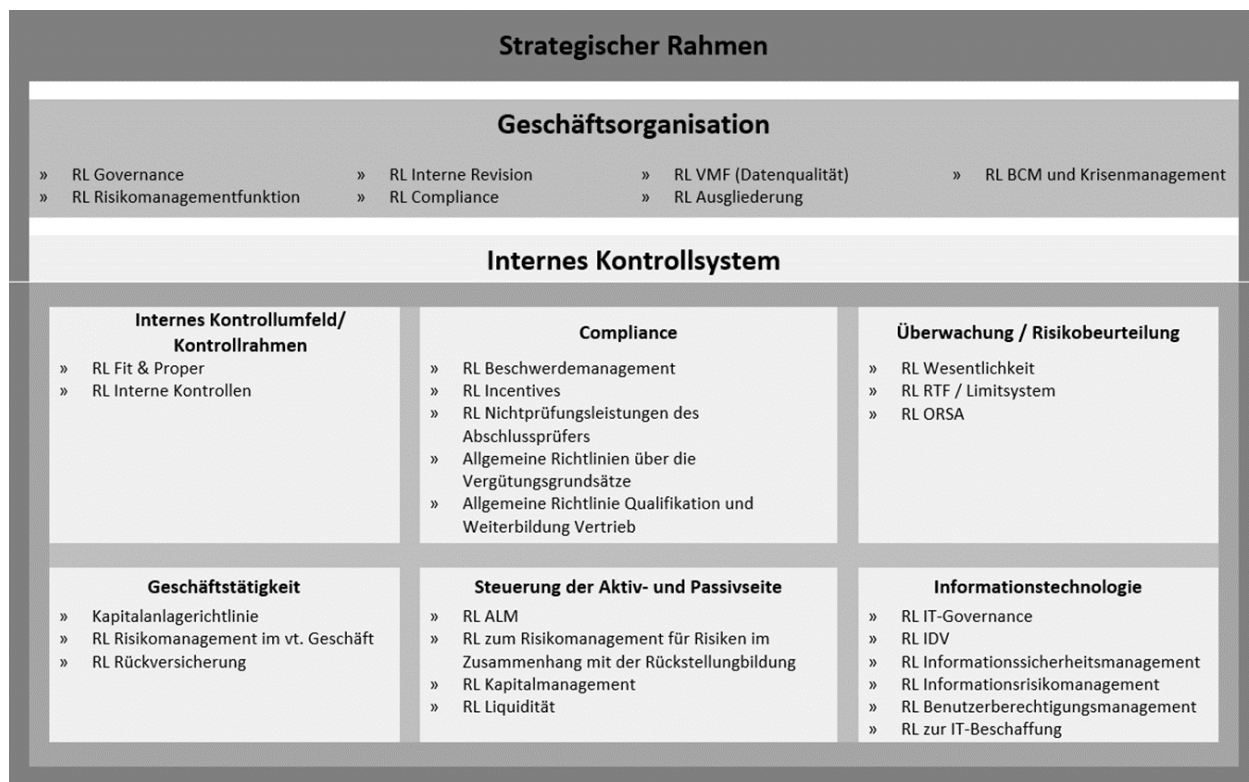 Strategischer Rahmen
Geschäftsorganisation
» RL Governance
» RL Risikomanagementfunktion
» RL Interne Revision
» RL Compliance
» RL VMF (Datenqualität)
» RL Ausgliederung
» RL BCM und Krisenmanagement
Internes Kontrollsystem
Internes Kontrollumfeld/
Kontrollrahmen
» RL Fit & Proper
» RL Interne Kontrollen
Compliance
» RL Beschwerdemanagement
» RL Incentives
» RL Nichtprüfungsleistungen des
Abschlussprüfers
» Allgemeine Richtlinien über die
Vergütungsgrundsätze
» Allgemeine Richtlinie Qualifikation und
Weiterbildung Vertrieb
Überwachung / Risikobeurteilung
» RL Wesentlichkeit
» RL RTF / Limitsystem
» RL ORSA
Geschäftstätigkeit
» Kapitalanlagerichtlinie
» RL Risikomanagement im vt. Geschäft
» RL Rückversicherung
Steuerung der Aktiv- und Passivseite
» RL ALM
» RL zum Risikomanagement für Risiken im
Zusammenhang mit der Rückstellungbildung
» RL Kapitalmanagement
» RL Liquidität
Informationstechnologie
» RL IT-Governance
» RL IDV
» RL Informationssicherheitsmanagement
» RL Informationsrisikomanagement
» RL Benutzerberechtigungsmanagement
» RL zur IT-Beschaffung